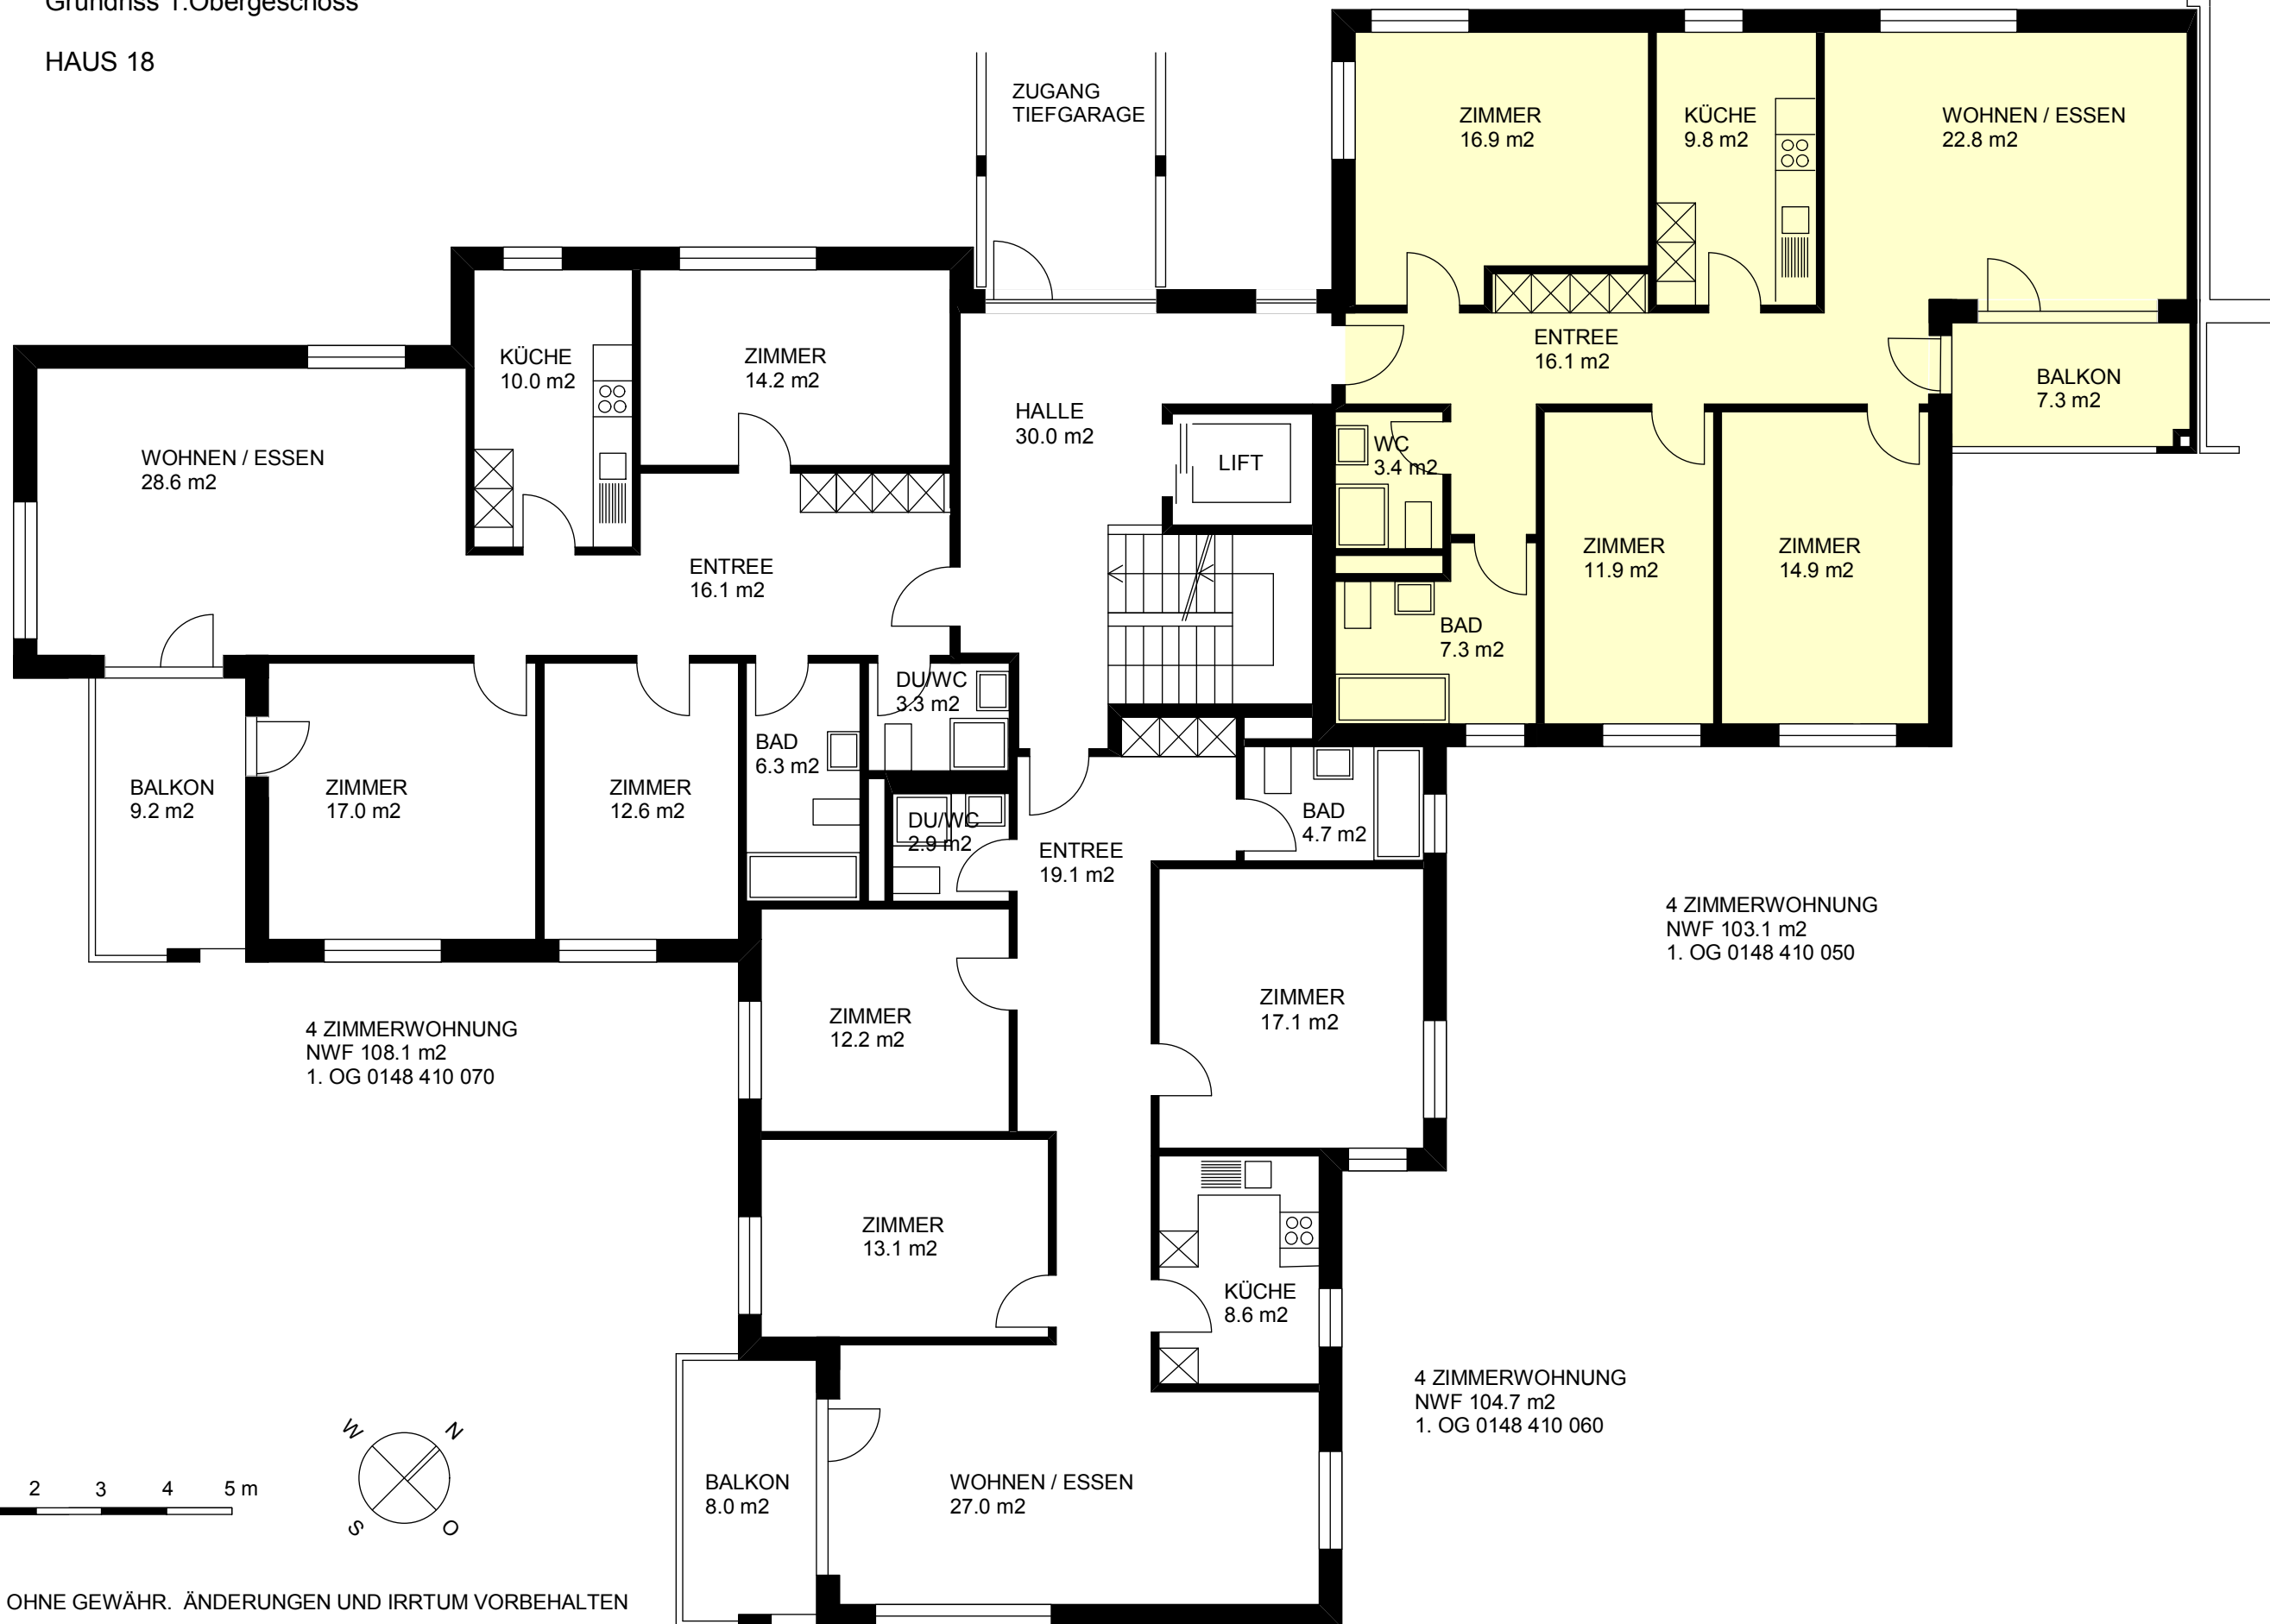 Grundriss 1.Obergeschoss
HAUS 18
ZUGANG
TIEFGARAGE
ZIMMER
16.9 m2
KÜCHE
9.8 m2
WOHNEN / ESSEN
22.8 m2
ENTREE
16.1 m2
BALKON
7.3 m2
WC
3.4 m2
ZIMMER
11.9 m2
ZIMMER
14.9 m2
BAD
7.3 m2
KÜCHE
10.0 m2
ZIMMER
14.2 m2
HALLE
30.0 m2
LIFT
WOHNEN / ESSEN
28.6 m2
ENTREE
16.1 m2
DU/WC
3.3 m2
BAD
6.3 m2
BALKON
9.2 m2
ZIMMER
17.0 m2
ZIMMER
12.6 m2
DU/WC
2.9 m2
ENTREE
19.1 m2
BAD
4.7 m2
4 ZIMMERWOHNUNG
NWF 103.1 m2
1. OG 0148 410 050
ZIMMER
12.2 m2
ZIMMER
17.1 m2
4 ZIMMERWOHNUNG
NWF 108.1 m2
1. OG 0148 410 070
ZIMMER
13.1 m2
KÜCHE
8.6 m2
4 ZIMMERWOHNUNG
NWF 104.7 m2
1. OG 0148 410 060
BALKON
8.0 m2
WOHNEN / ESSEN
27.0 m2
W N
S O
2 3 4 5 m
OHNE GEWÄHR. ÄNDERUNGEN UND IRRTUM VORBEHALTEN